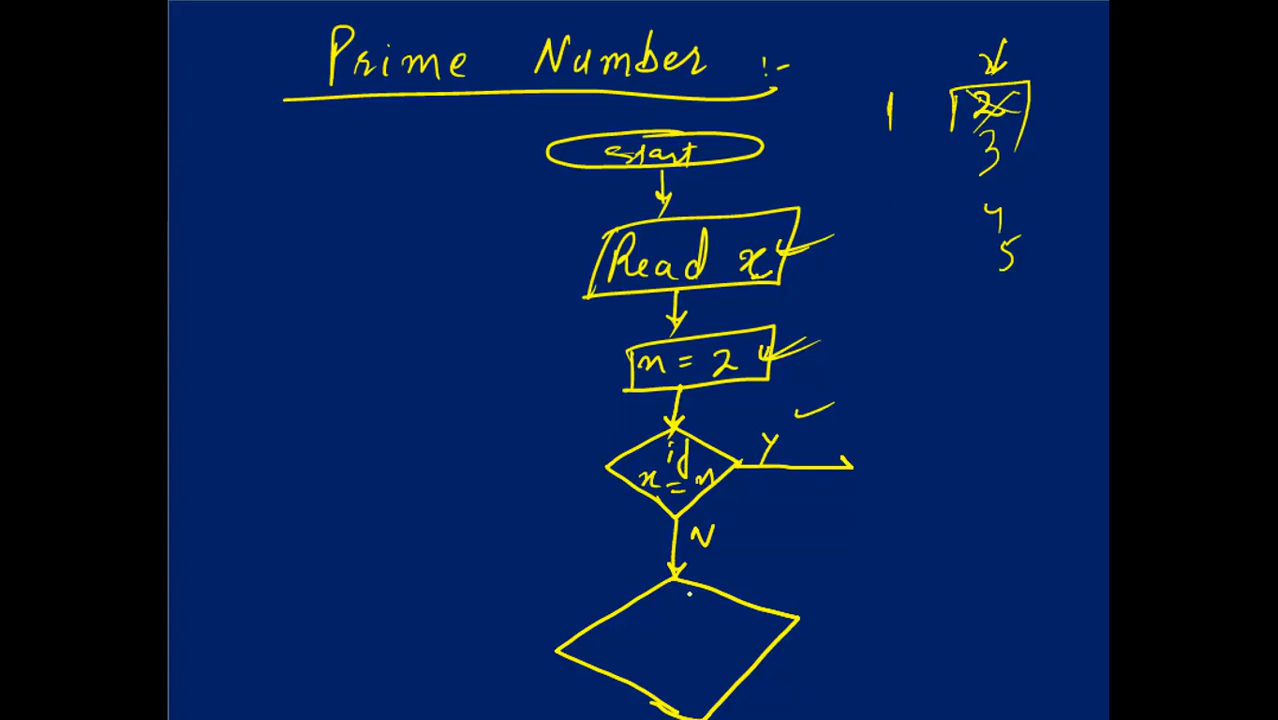 Prime Number :-
start
Read x
n = 2
if
x = n
Y
N
1 2
3
4
5